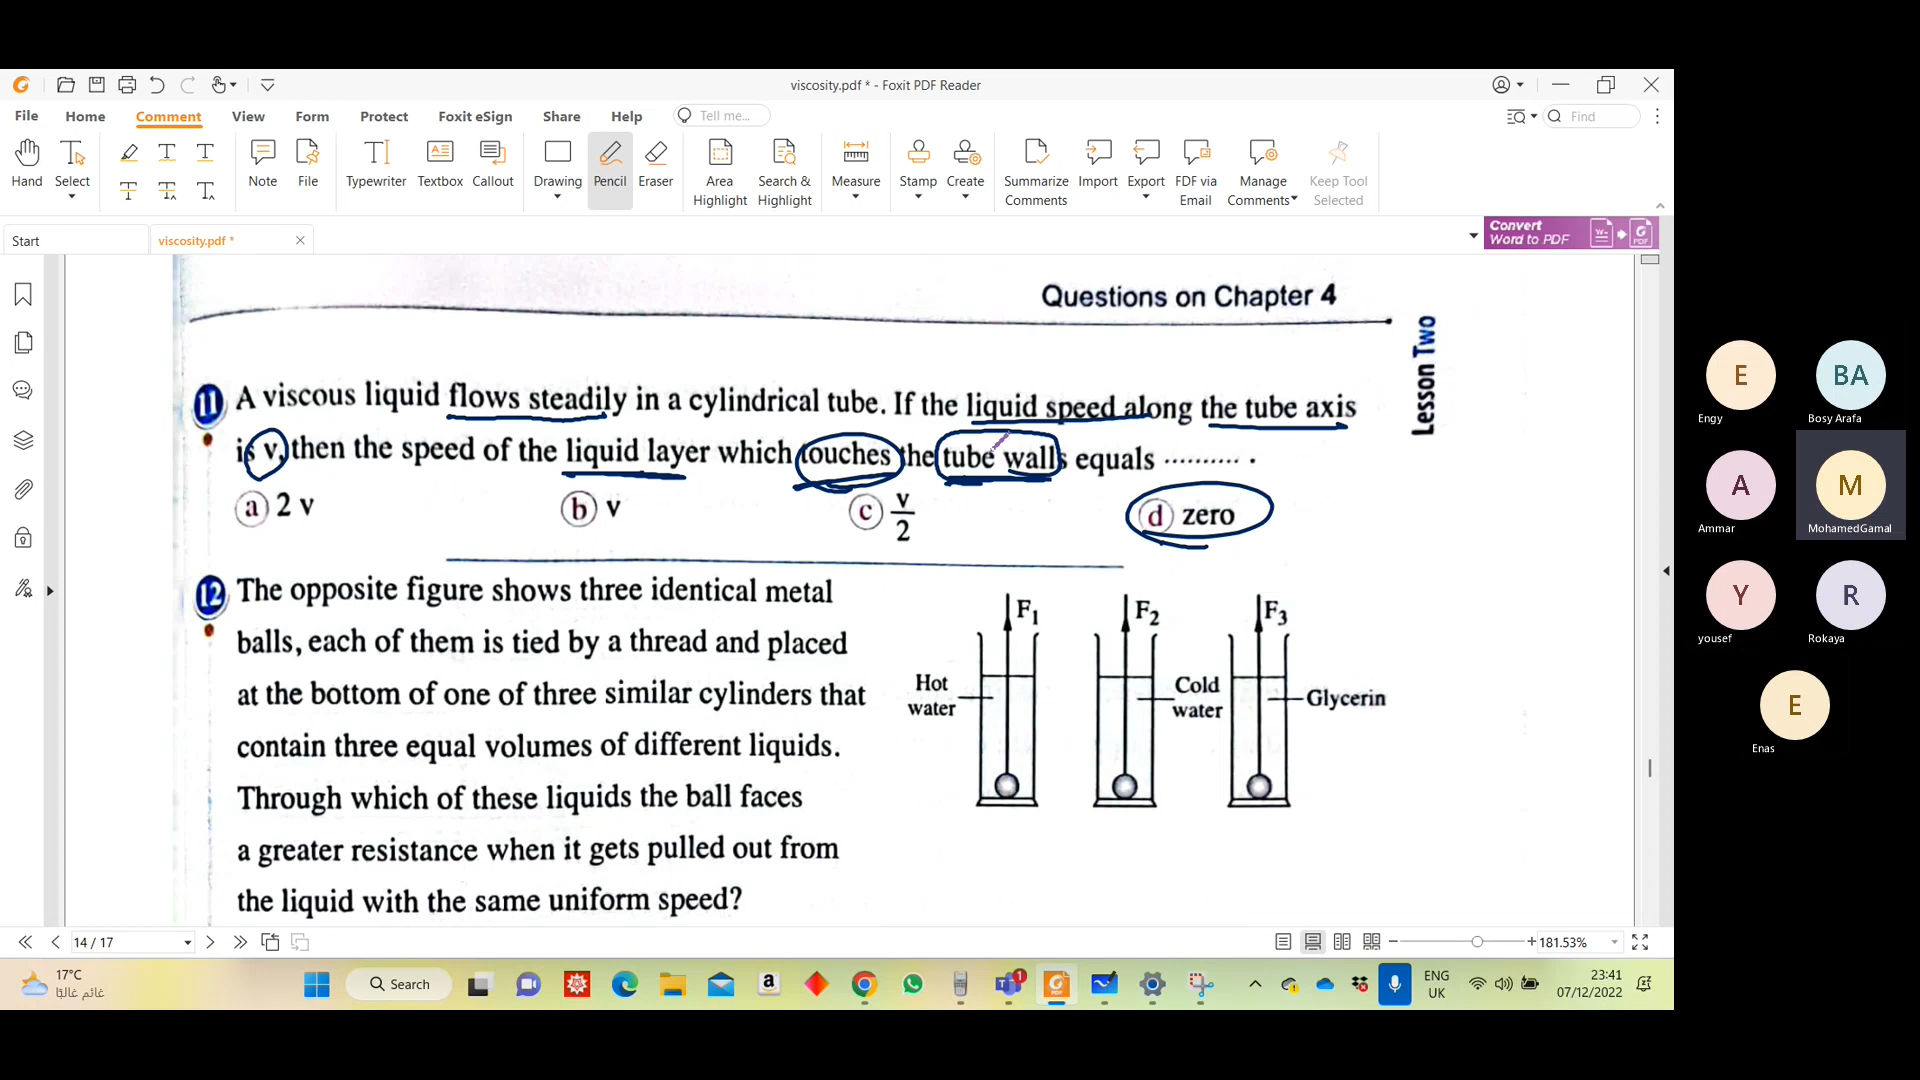 viscosity.pdf * - Foxit PDF Reader
File Home Comment View Form Protect Foxit eSign Share Help Tell me... Find
Hand Select Note File Typewriter Textbox Callout Drawing Pencil Eraser Area Highlight Search & Highlight Measure Stamp Create Summarize Comments Import Export FDF via Email Manage Comments Keep Tool Selected
Start viscosity.pdf * Convert Word to PDF
Questions on Chapter 4
Lesson Two
11 A viscous liquid flows steadily in a cylindrical tube. If the liquid speed along the tube axis
is v, then the speed of the liquid layer which touches the tube walls equals .......... .
a 2 v b v c v/2 d zero
12 The opposite figure shows three identical metal
balls, each of them is tied by a thread and placed
at the bottom of one of three similar cylinders that
contain three equal volumes of different liquids.
Through which of these liquids the ball faces
a greater resistance when it gets pulled out from
the liquid with the same uniform speed?
F1 F2 F3
Hot water
Cold water
Glycerin
E BA
Engy Bosy Arafa
A M
Ammar MohamedGamal
Y R
yousef Rokaya
E
Enas
14 / 17 181.53%
17°C
غائم غالبًا
Search
1
ENG
UK
23:41
07/12/2022